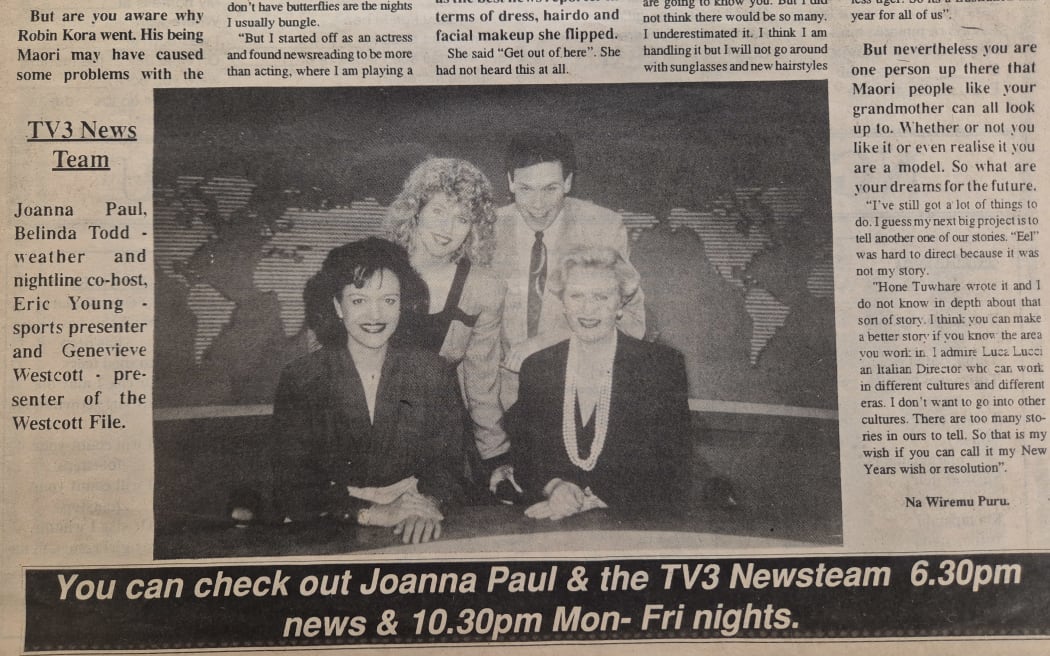 But are you aware why
Robin Kora went. His being
Maori may have caused
some problems with the
TV3 News
Team
Joanna Paul,
Belinda Todd -
weather and
nightline co-host,
Eric Young -
sports presenter
and Genevieve
Westcott - pre-
senter of the
Westcott File.
don't have butterflies are the nights
I usually bungle.
"But I started off as an actress
and found newsreading to be more
than acting, where I am playing a
terms of dress, hairdo and
facial makeup she flipped.
She said "Get out of here". She
had not heard this at all.
are going to know you. But I did
not think there would be so many.
I underestimated it. I think I am
handling it but I will not go around
with sunglasses and new hairstyles
year for all of us".
But nevertheless you are
one person up there that
Maori people like your
grandmother can all look
up to. Whether or not you
like it or even realise it you
are a model. So what are
your dreams for the future.
"I've still got a lot of things to
do. I guess my next big project is to
tell another one of our stories. "Eel"
was hard to direct because it was
not my story.
"Hone Tuwhare wrote it and I
do not know in depth about that
sort of story. I think you can make
a better story if you know the area
you work in. I admire Luca Lucci
an Italian Director who can work
in different cultures and different
eras. I don't want to go into other
cultures. There are too many sto-
ries in ours to tell. So that is my
wish if you can call it my New
Years wish or resolution".
Na Wiremu Puru.
You can check out Joanna Paul & the TV3 Newsteam 6.30pm
news & 10.30pm Mon- Fri nights.